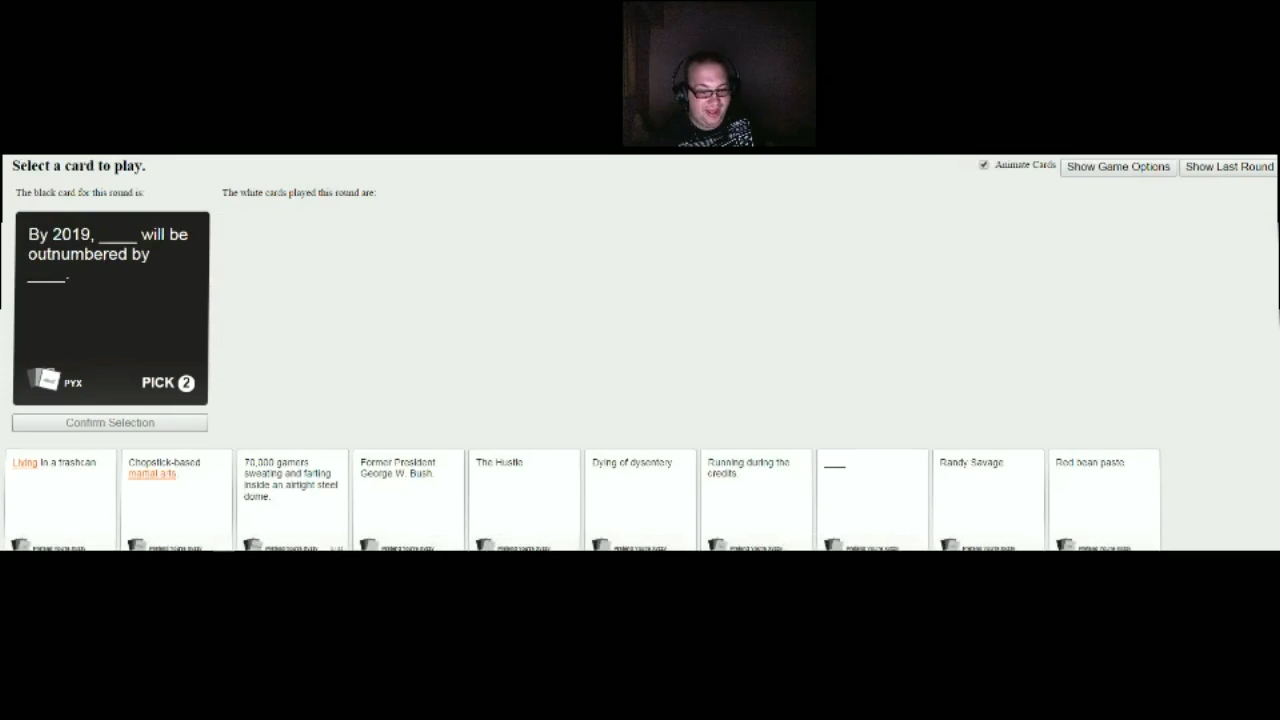 Select a card to play.
Animate Cards
Show Game Options
Show Last Round
The black card for this round is:
The white cards played this round are:
By 2019, ____ will be
outnumbered by
____.
PYX
PICK 2
Confirm Selection
Living in a trashcan
Chopstick-based
martial arts.
70,000 gamers
sweating and farting
inside an airtight steel
dome.
Former President
George W. Bush.
The Hustle
Dying of dysentery
Running during the
credits.
____
Randy Savage
Red bean paste